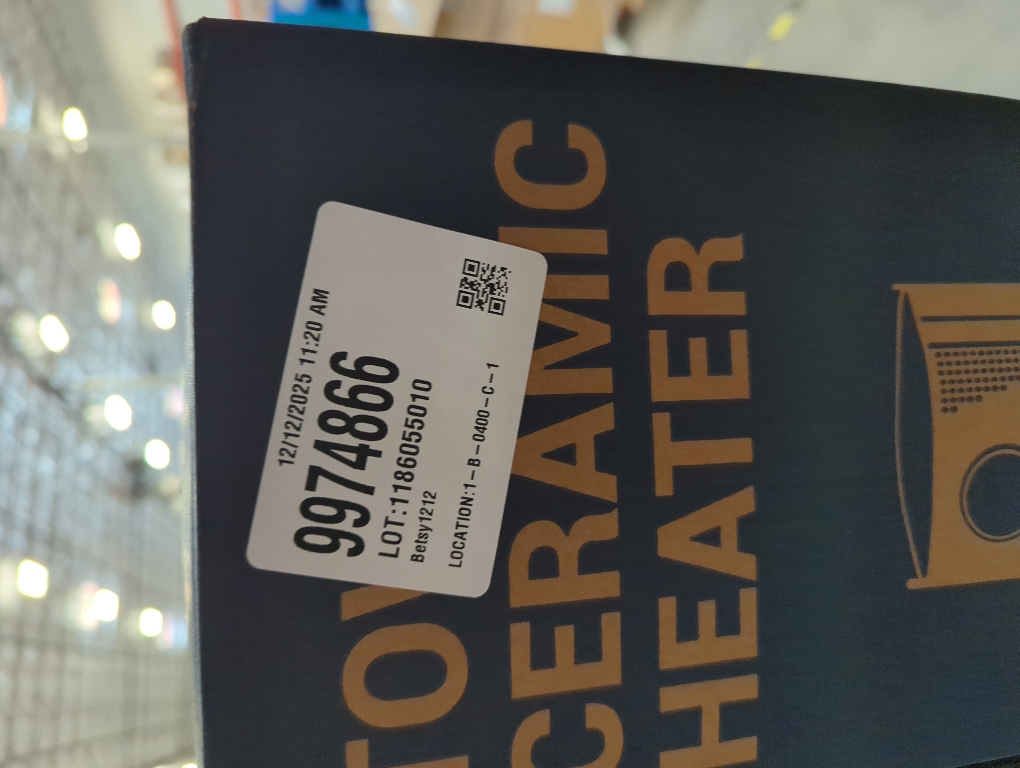 12/12/2025 11:20 AM
9974866
LOT:1186055010
Betsy1212
LOCATION:1-B-0400-C-1
CERAMIC
HEATER